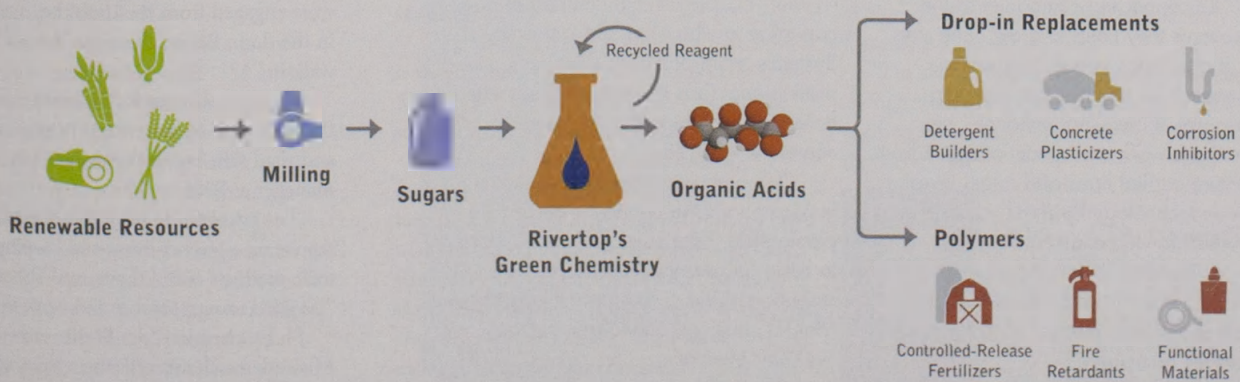 Recycled Reagent
Drop-in Replacements
Detergent
Builders
Concrete
Plasticizers
Corrosion
Inhibitors
Milling
Sugars
Organic Acids
Renewable Resources
Rivertop's
Green Chemistry
Polymers
Controlled-Release
Fertilizers
Fire
Retardants
Functional
Materials